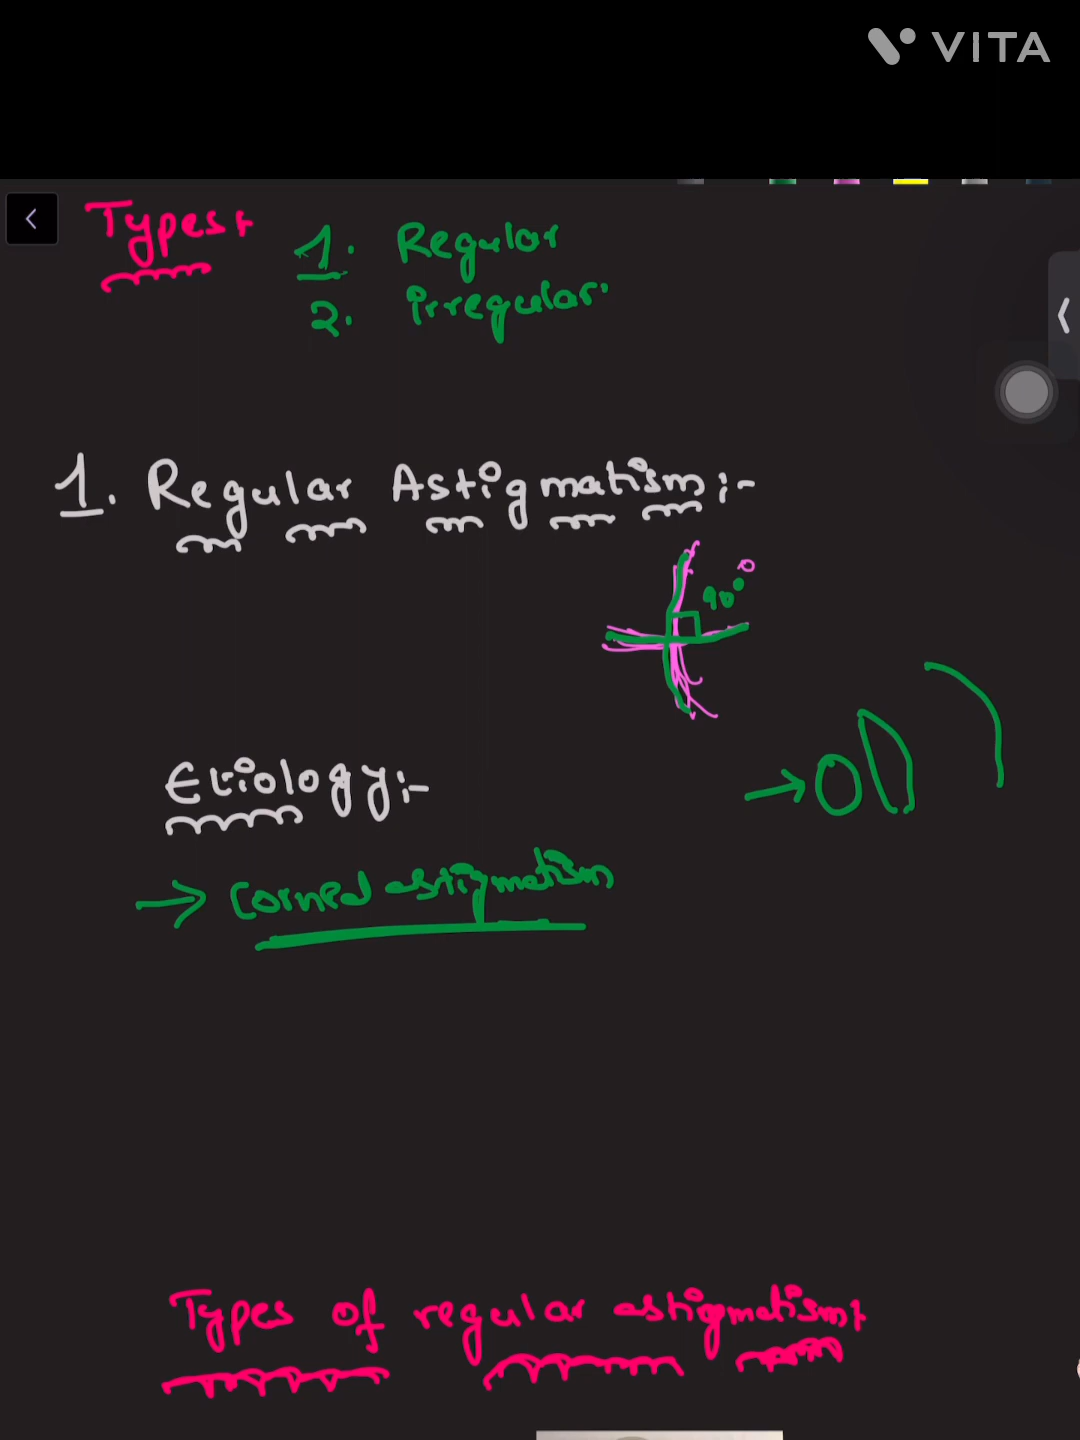 VITA
Types:
1. Regular
2. irregular
1. Regular Astigmatism:-
90°
Etiology:-
→ Corneal astigmatism
Types of regular astigmatism: